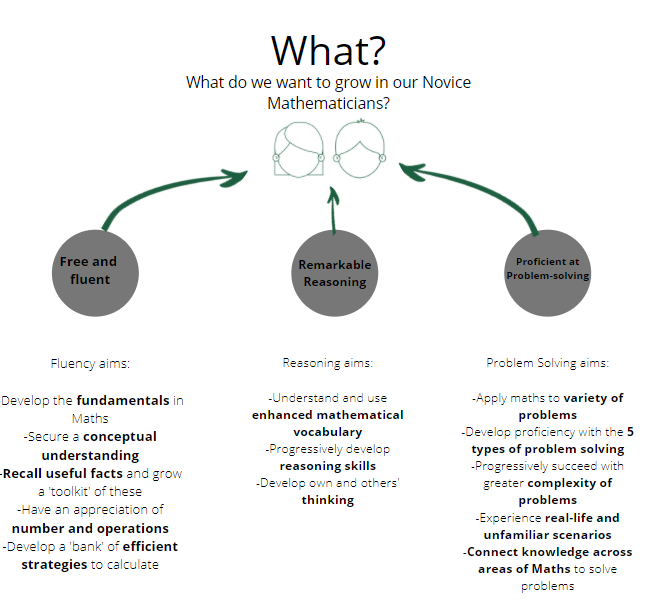 What?
What do we want to grow in our Novice
Mathematicians?
Free and
fluent
Remarkable
Reasoning
Proficient at
Problem-solving
Fluency aims:
Develop the fundamentals in
Maths
-Secure a conceptual
understanding
-Recall useful facts and grow
a 'toolkit' of these
-Have an appreciation of
number and operations
-Develop a 'bank' of efficient
strategies to calculate
Reasoning aims:
-Understand and use
enhanced mathematical
vocabulary
-Progressively develop
reasoning skills
-Develop own and others'
thinking
Problem Solving aims:
-Apply maths to variety of
problems
-Develop proficiency with the 5
types of problem solving
-Progressively succeed with
greater complexity of
problems
-Experience real-life and
unfamiliar scenarios
-Connect knowledge across
areas of Maths to solve
problems